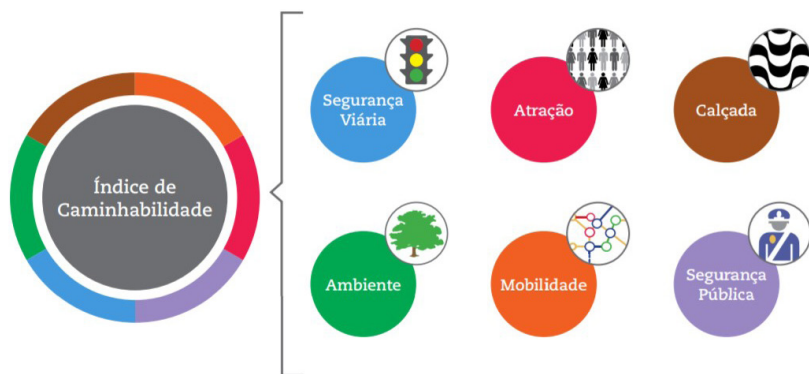 Índice de
Caminhabilidade
Segurança
Viária
Atração
Calçada
Ambiente
Mobilidade
Segurança
Pública